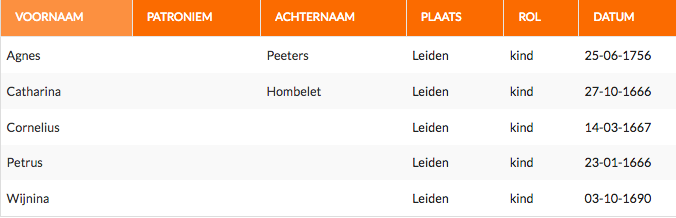 VOORNAAM PATRONIEM ACHTERNAAM PLAATS ROL DATUM
Agnes Peeters Leiden kind 25-06-1756
Catharina Hombelet Leiden kind 27-10-1666
Cornelius Leiden kind 14-03-1667
Petrus Leiden kind 23-01-1666
Wijnina Leiden kind 03-10-1690